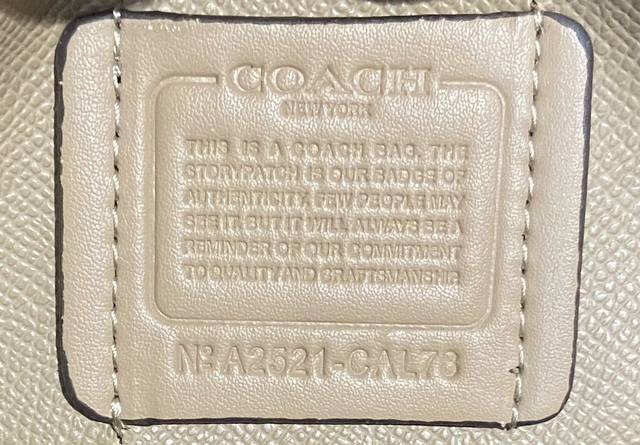 COACH
NEW YORK
THIS IS A COACH BAG. THE
STORYPATCH IS OUR BADGE OF
AUTHENTICITY. FEW PEOPLE MAY
SEE IT. BUT IT WILL ALWAYS BE A
REMINDER OF OUR COMMITMENT
TO QUALITY AND CRAFTSMANSHIP.
Nº A2521-CAL78